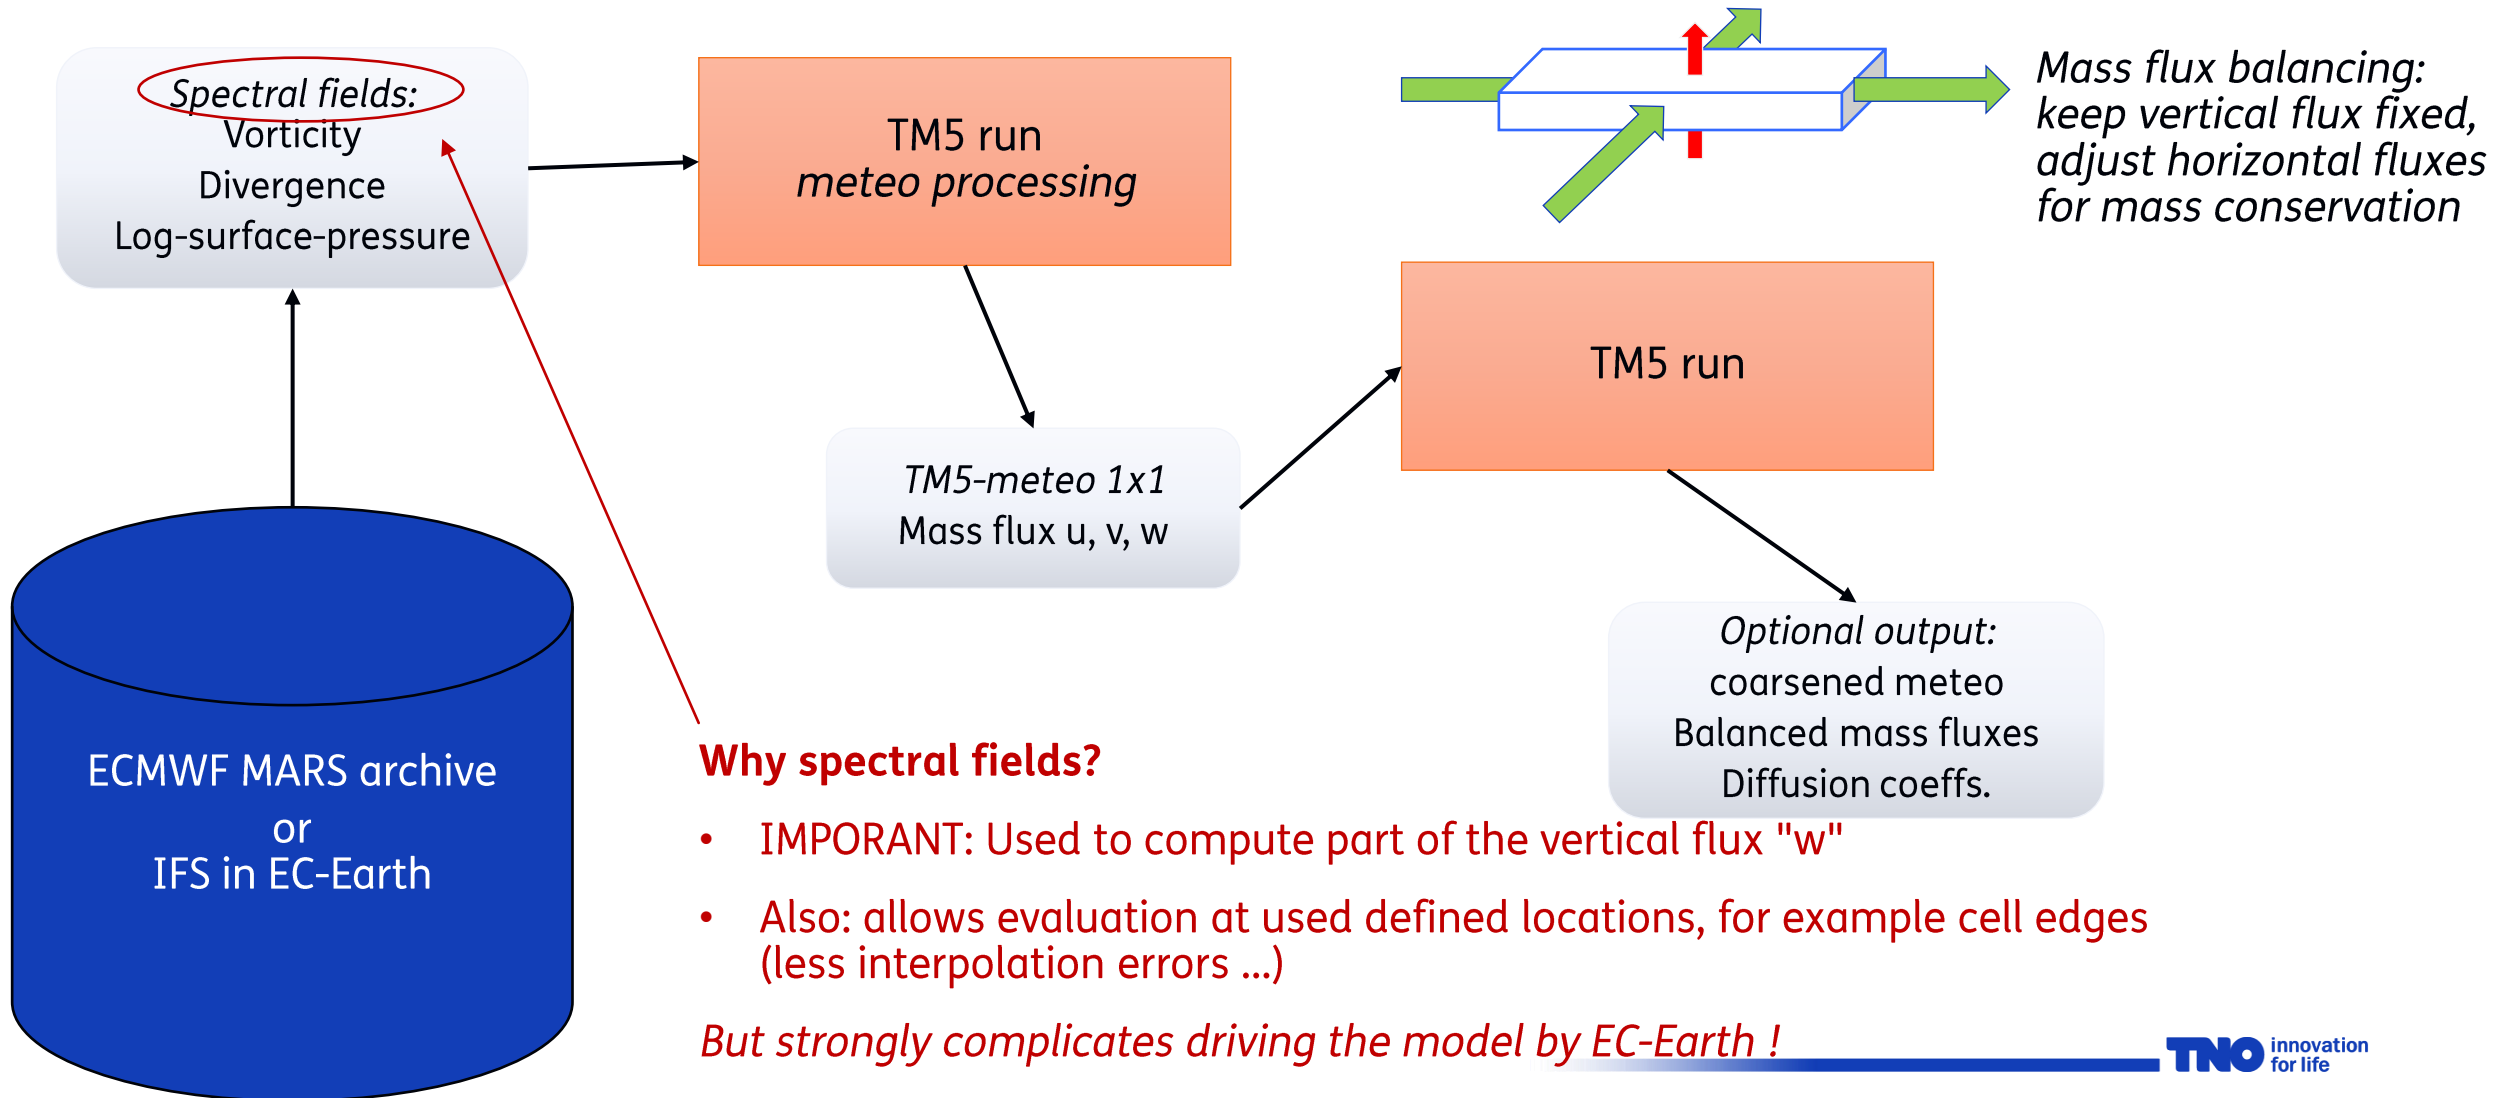 Spectral fields:
Vorticity
Divergence
Log-surface-pressure
TM5 run
meteo processing
Mass flux balancing:
keep vertical flux fixed,
adjust horizontal fluxes
for mass conservation
TM5 run
TM5-meteo 1x1
Mass flux u, v, w
Optional output:
coarsened meteo
Balanced mass fluxes
Diffusion coeffs.
ECMWF MARS archive
or
IFS in EC-Earth
Why spectral fields?
• IMPORANT: Used to compute part of the vertical flux "w"
• Also: allows evaluation at used defined locations, for example cell edges
(less interpolation errors ...)
But strongly complicates driving the model by EC-Earth !
TNO innovation
for life